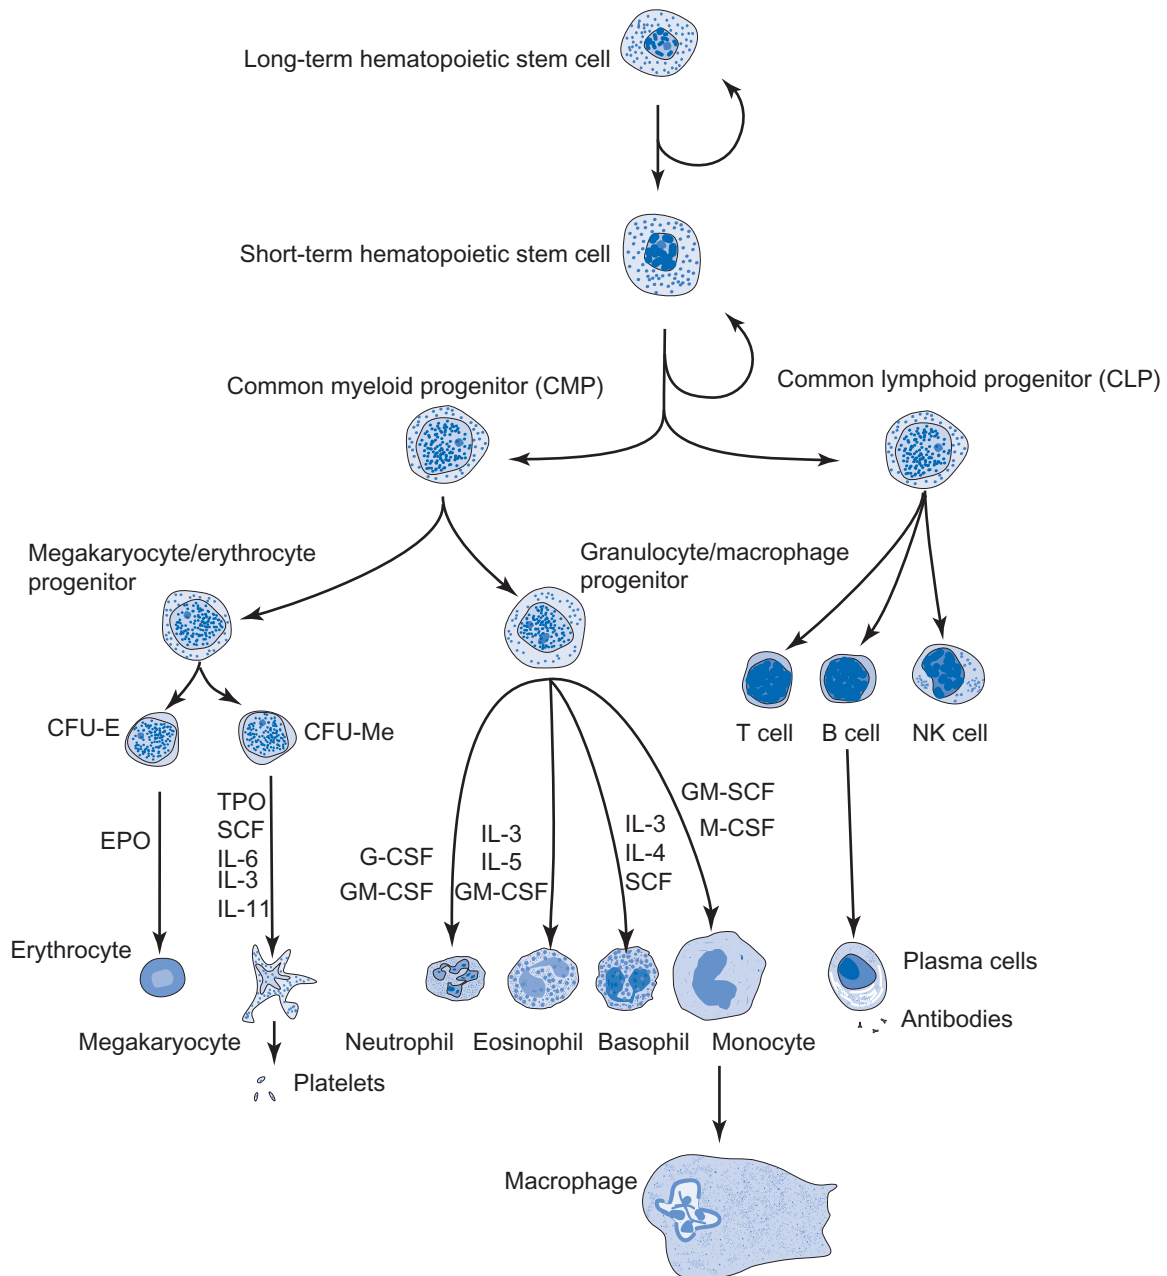 Long-term hematopoietic stem cell
Short-term hematopoietic stem cell
Common myeloid progenitor (CMP)
Common lymphoid progenitor (CLP)
Megakaryocyte/erythrocyte
progenitor
Granulocyte/macrophage
progenitor
CFU-E
CFU-Me
T cell
B cell
NK cell
EPO
TPO
SCF
IL-6
IL-3
IL-11
G-CSF
GM-CSF
IL-3
IL-5
GM-CSF
IL-3
IL-4
SCF
GM-SCF
M-CSF
Erythrocyte
Megakaryocyte
Platelets
Neutrophil
Eosinophil
Basophil
Monocyte
Plasma cells
Antibodies
Macrophage